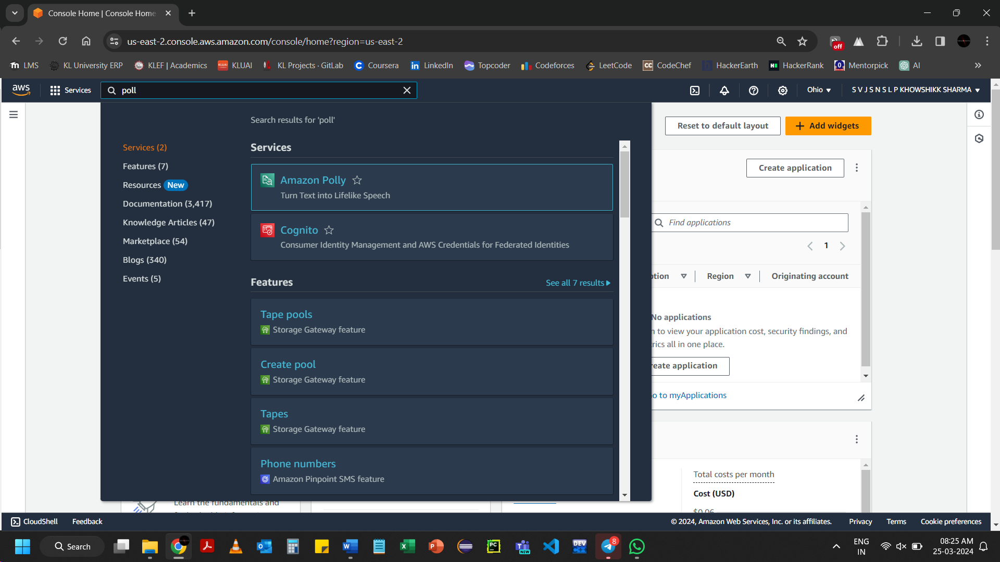 Console Home | Console Home
us-east-2.console.aws.amazon.com/console/home?region=us-east-2
off
LMS KL University ERP KLEF | Academics KLUAI KL Projects · GitLab Coursera LinkedIn Topcoder Codeforces LeetCode CodeChef HackerEarth HackerRank Mentorpick AI
aws Services poll Ohio S V J S N S L P KHOWSHIKK SHARMA
Search results for 'poll'
Reset to default layout Add widgets
Services (2)
Features (7)
Resources New
Documentation (3,417)
Knowledge Articles (47)
Marketplace (54)
Blogs (340)
Events (5)
Services
Amazon Polly
Turn Text into Lifelike Speech
Cognito
Consumer Identity Management and AWS Credentials for Federated Identities
Features See all 7 results
Tape pools
Storage Gateway feature
Create pool
Storage Gateway feature
Tapes
Storage Gateway feature
Phone numbers
Amazon Pinpoint SMS feature
Create application
Find applications
1
Region Originating account
No applications
to view your application cost, security findings, and
all in one place.
application
to myApplications
Learn the fundamentals and
Total costs per month
Cost (USD)
$0.06
CloudShell Feedback © 2024, Amazon Web Services, Inc. or its affiliates. Privacy Terms Cookie preferences
Search
PC
NEW
DEV
8
ENG
IN
08:25 AM
25-03-2024